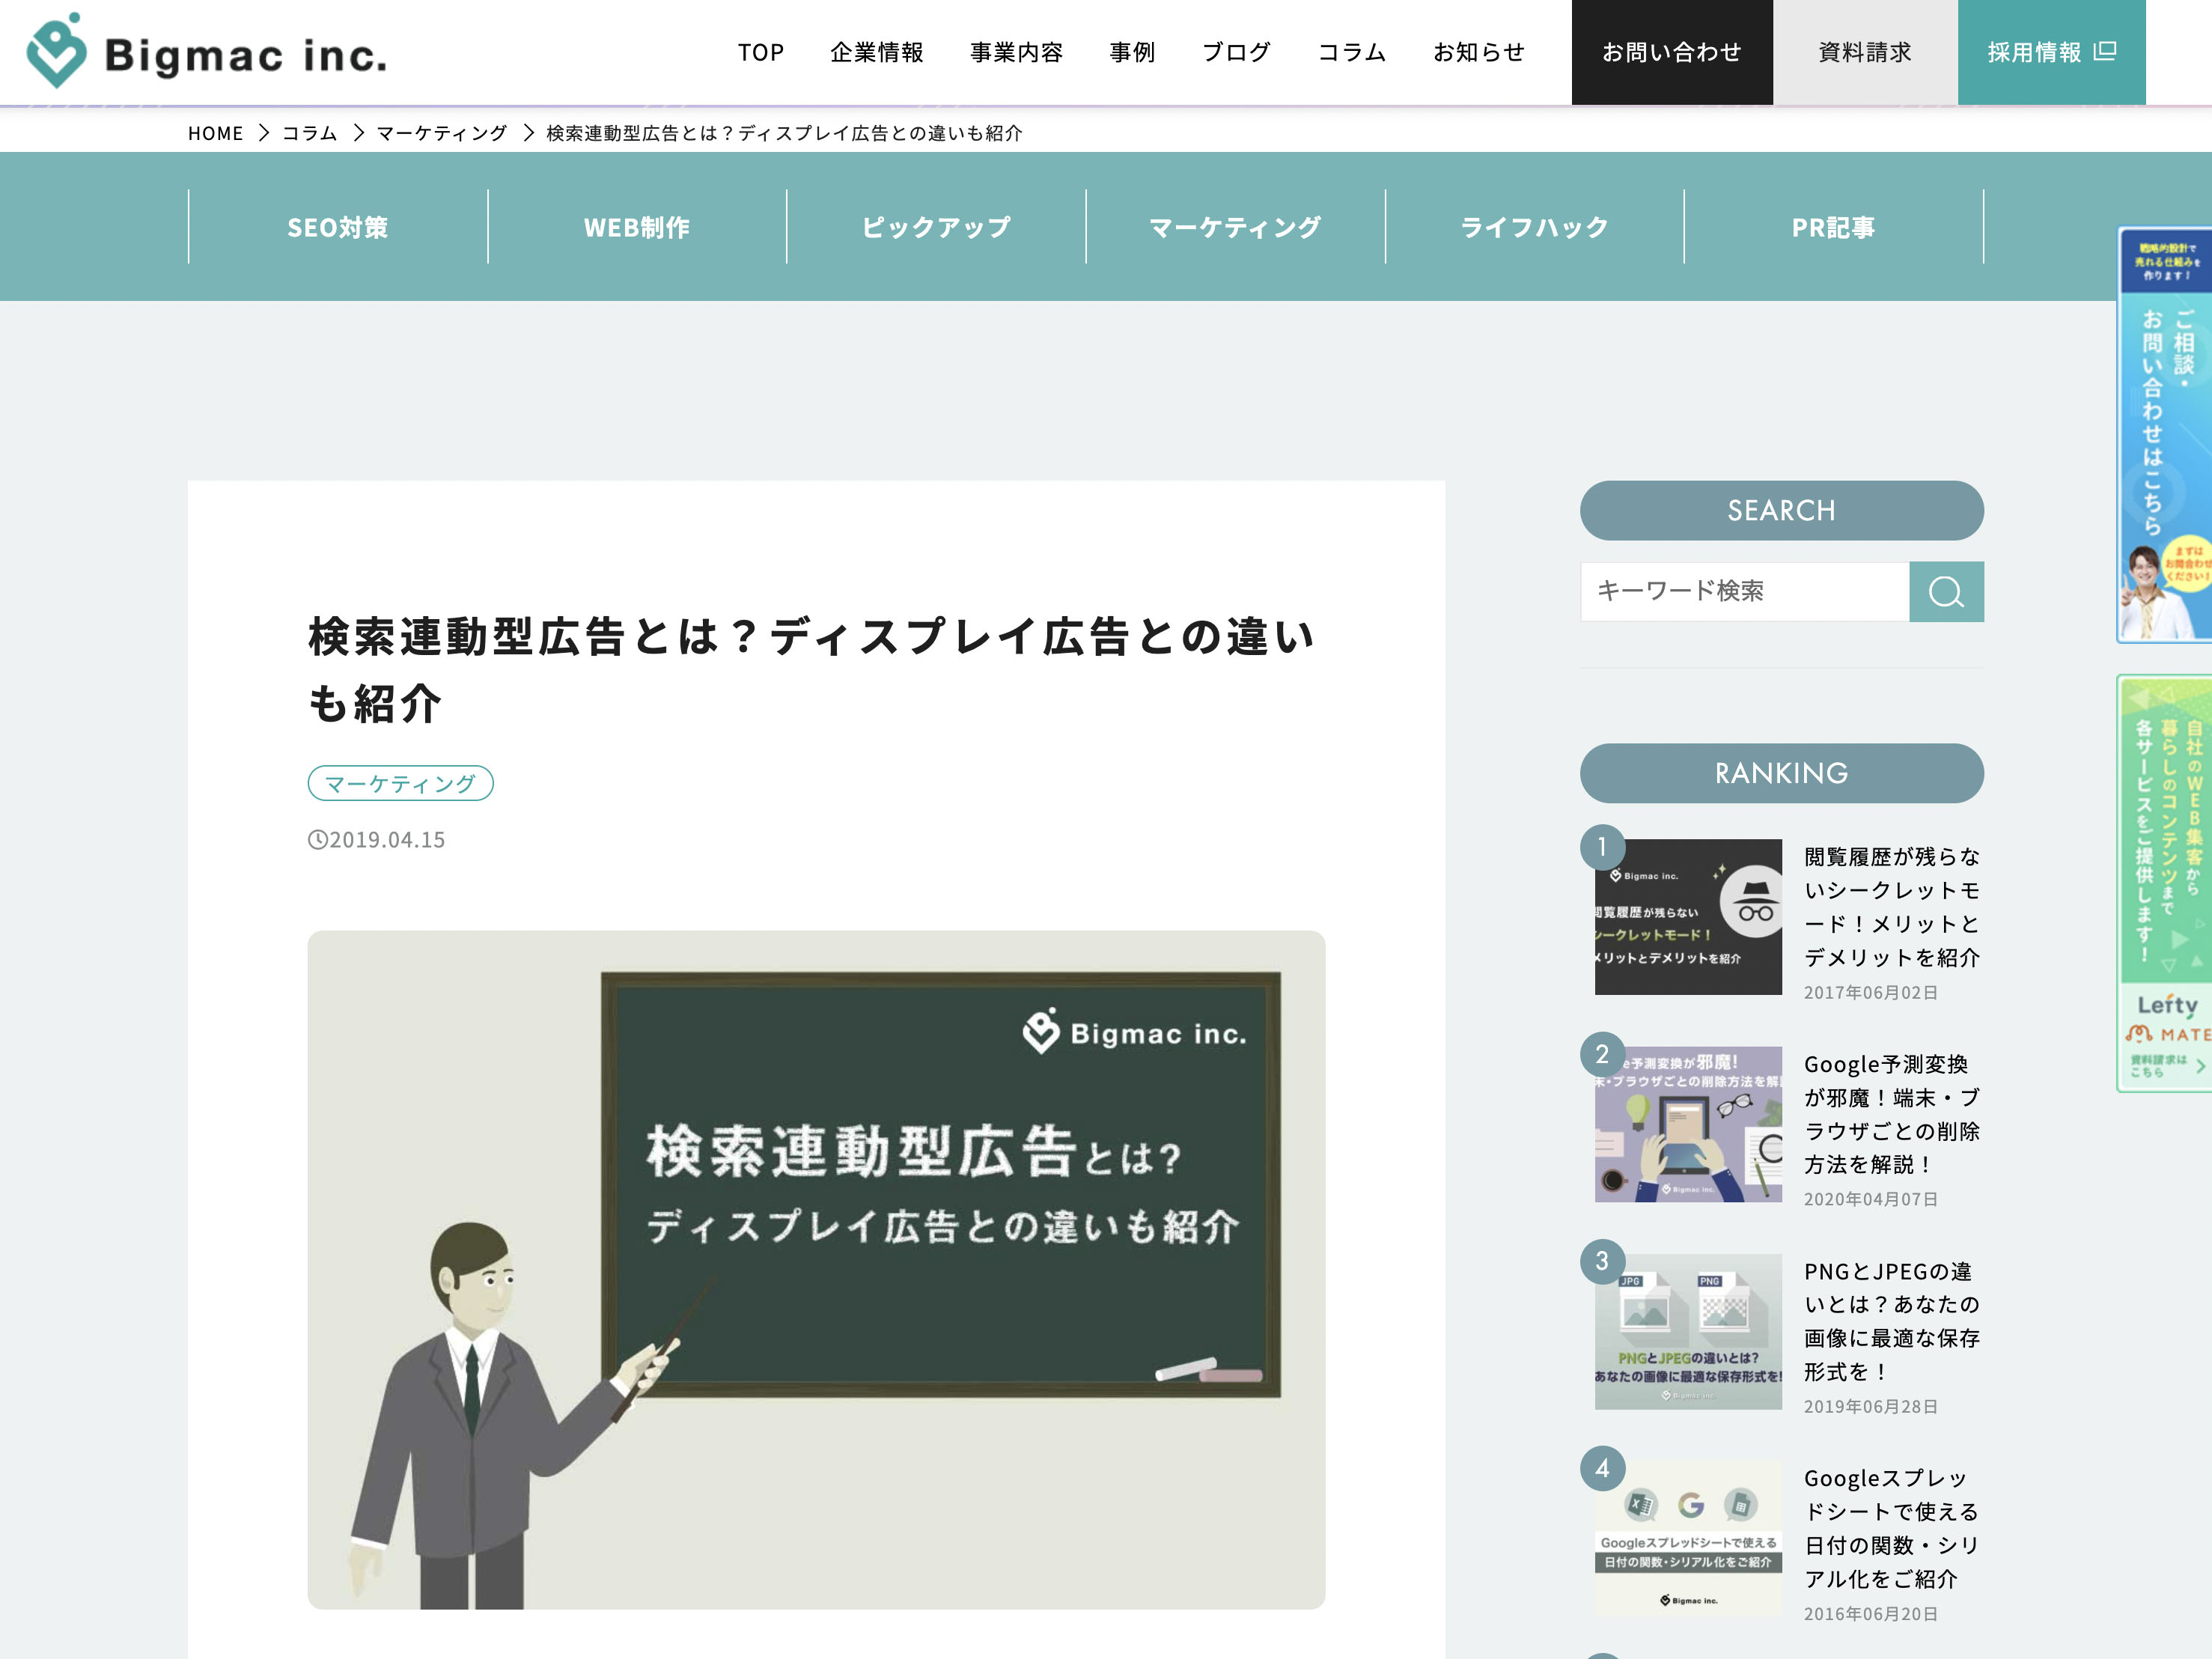 Bigmac inc.
TOP 企業情報 事業内容 事例 ブログ コラム お知らせ お問い合わせ 資料請求 採用情報
HOME コラム マーケティング 検索連動型広告とは？ディスプレイ広告との違いも紹介
SEO対策 WEB制作 ピックアップ マーケティング ライフハック PR記事
検索連動型広告とは？ディスプレイ広告との違い
も紹介
マーケティング
2019.04.15
Bigmac inc.
検索連動型広告とは?
ディスプレイ広告との違いも紹介
SEARCH
キーワード検索
RANKING
1
Bigmac inc.
閲覧履歴が残らない
シークレットモード！
メリットとデメリットを紹介
閲覧履歴が残らな
いシークレットモ
ード！メリットと
デメリットを紹介
2017年06月02日
2
e予測変換が邪魔!
末・ブラウザごとの削除方法を解
Bigmac inc.
Google予測変換
が邪魔！端末・ブ
ラウザごとの削除
方法を解説！
2020年04月07日
3
JPG PNG
PNGとJPEGの違いとは?
あなたの画像に最適な保存形式を!
Bigmac inc.
PNGとJPEGの違
いとは？あなたの
画像に最適な保存
形式を！
2019年06月28日
4
Googleスプレッドシートで使える
日付の関数・シリアル化をご紹介
Bigmac inc.
Googleスプレッ
ドシートで使える
日付の関数・シリ
アル化をご紹介
2016年06月20日
戦略的設計で
売れる仕組みを
作ります！
ご相談・
お問い合わせはこちら
まずは
お問合わせ
ください！
自社のWEB集客から
暮らしのコンテンツまで
各サービスをご提供します！
Lefty
MATE
資料請求は
こちら